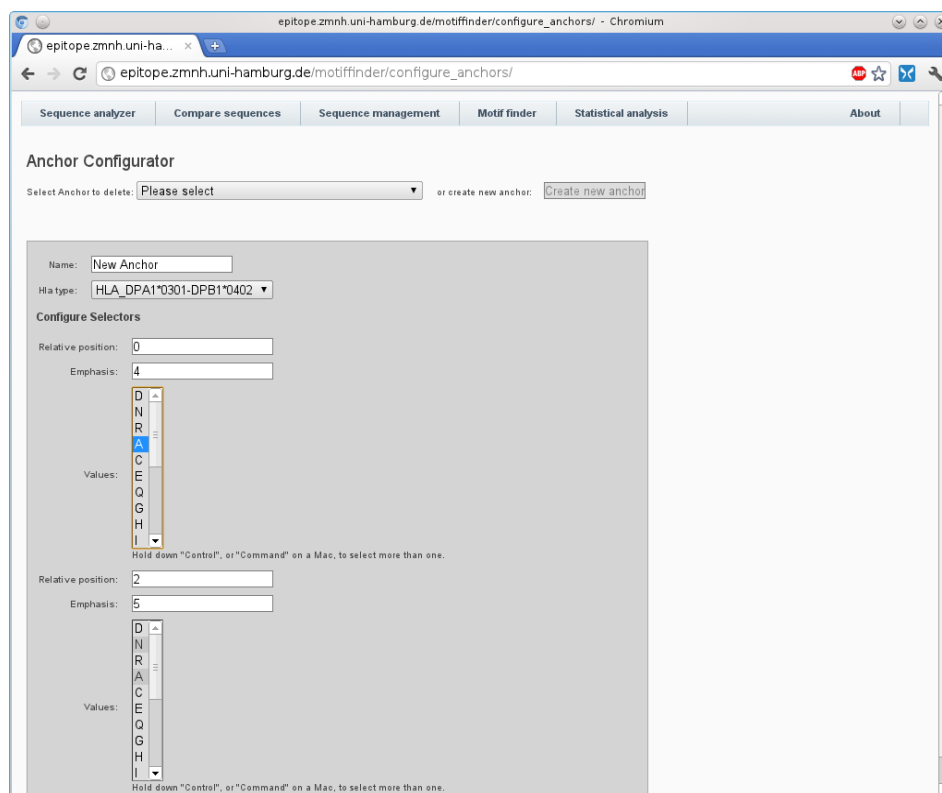 epitope.zmnh.uni-hamburg.de/motiffinder/configure_anchors/ - Chromium
epitope.zmnh.uni-ha... ×
epitope.zmnh.uni-hamburg.de/motiffinder/configure_anchors/ ABP
Sequence analyzer Compare sequences Sequence management Motif finder Statistical analysis About
Anchor Configurator
Select Anchor to delete: Please select or create new anchor: Create new anchor
Name: New Anchor
Hla type: HLA_DPA1*0301-DPB1*0402
Configure Selectors
Relative position: 0
Emphasis: 4
D
N
R
A
C
Values: E
Q
G
H
I
Hold down "Control", or "Command" on a Mac, to select more than one.
Relative position: 2
Emphasis: 5
D
N
R
A
C
Values: E
Q
G
H
I
Hold down "Control", or "Command" on a Mac, to select more than one.